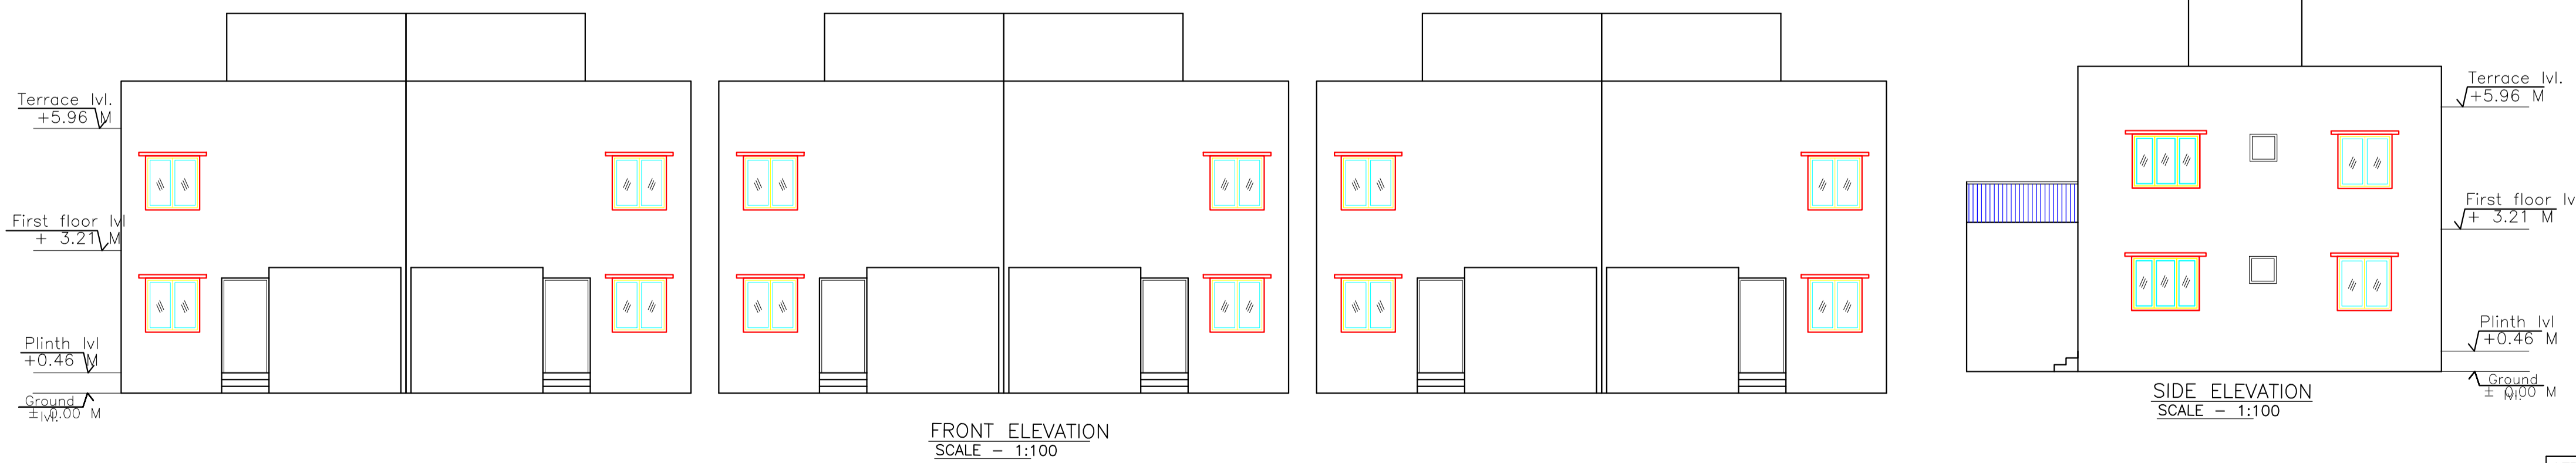 Terrace lvl.
+5.96 M
First floor lvl
+ 3.21 M
Plinth lvl
+0.46 M
Ground
lvl.
± 0.00 M
FRONT ELEVATION
SCALE - 1:100
Terrace lvl.
+5.96 M
First floor lv
+ 3.21 M
Plinth lvl
+0.46 M
Ground
lvl.
± 0.00 M
SIDE ELEVATION
SCALE - 1:100